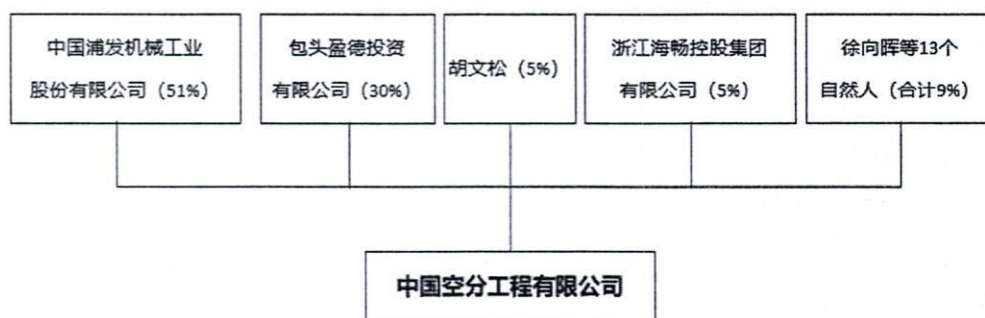 中国浦发机械工业
股份有限公司（51%）
包头盈德投资
有限公司（30%）
胡文松（5%）
浙江海畅控股集团
有限公司（5%）
徐向晖等13个
自然人（合计9%）
中国空分工程有限公司